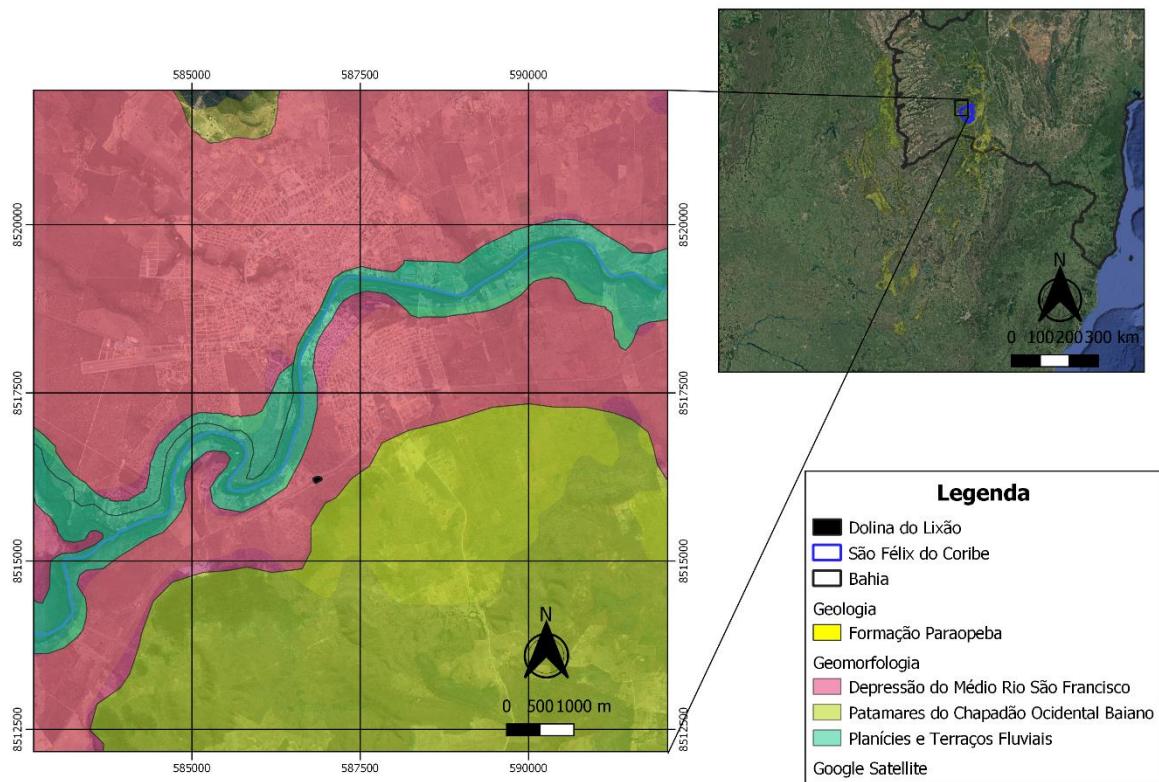 585000
587500
590000
8520000
8520000
8517500
8517500
8515000
8515000
8512500
8512500
N
0 500 1000 m
585000
587500
590000
N
0 100 200 300 km
Legenda
Dolina do Lixão
São Félix do Coribe
Bahia
Geologia
Formação Paraopeba
Geomorfologia
Depressão do Médio Rio São Francisco
Patamares do Chapadão Ocidental Baiano
Planícies e Terraços Fluviais
Google Satellite